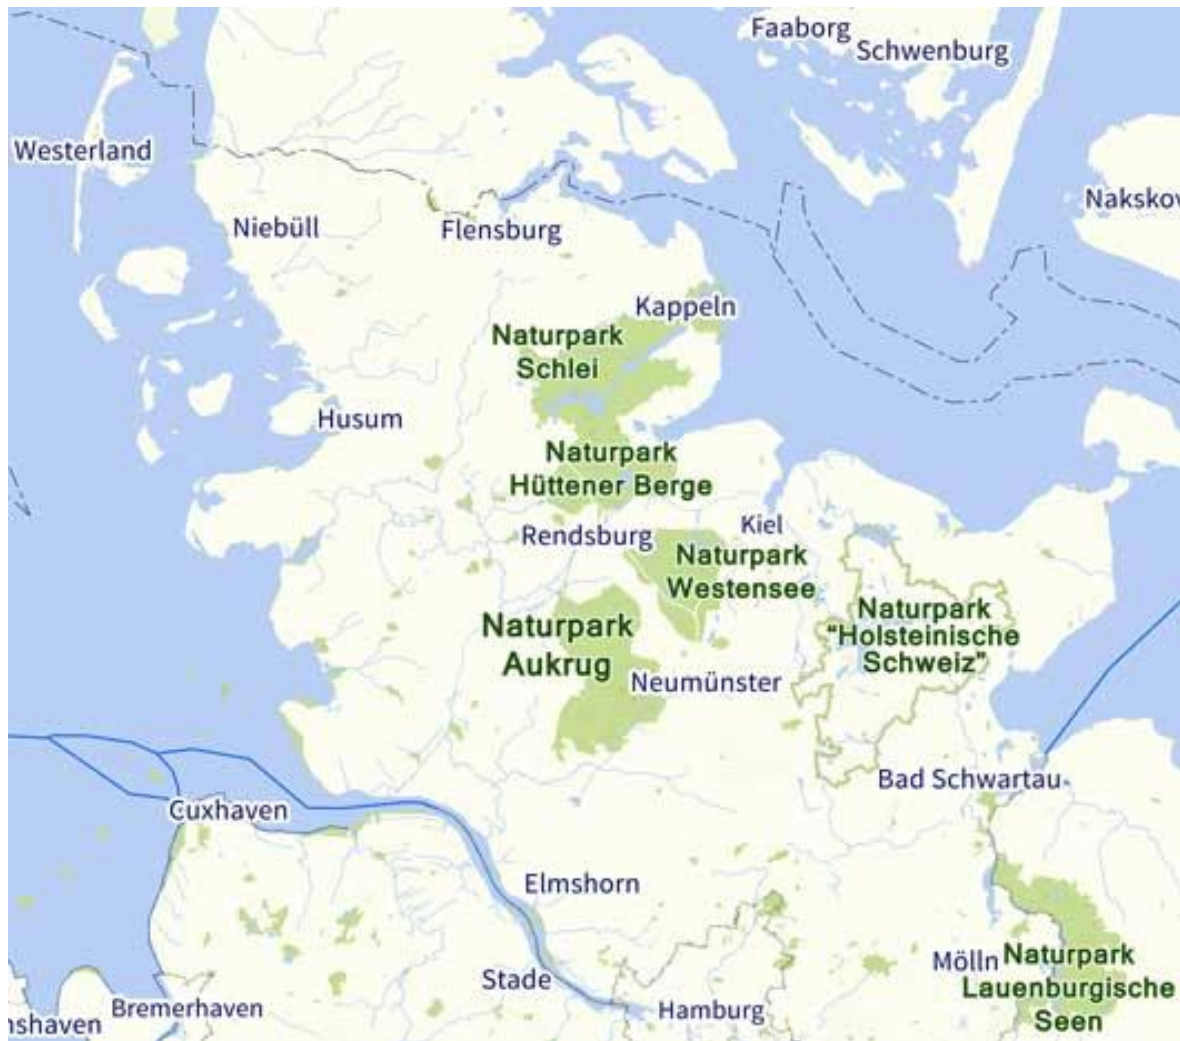 Faaborg
Schwenburg
Westerland
Nakskov
Niebüll
Flensburg
Kappeln
Naturpark
Schlei
Husum
Naturpark
Hüttener Berge
Rendsburg
Kiel
Naturpark
Westensee
Naturpark
"Holsteinische
Schweiz"
Naturpark
Aukrug
Neumünster
Bad Schwartau
Cuxhaven
Elmshorn
Mölln
Naturpark
Lauenburgische
Seen
Stade
Hamburg
Bremerhaven
nshaven